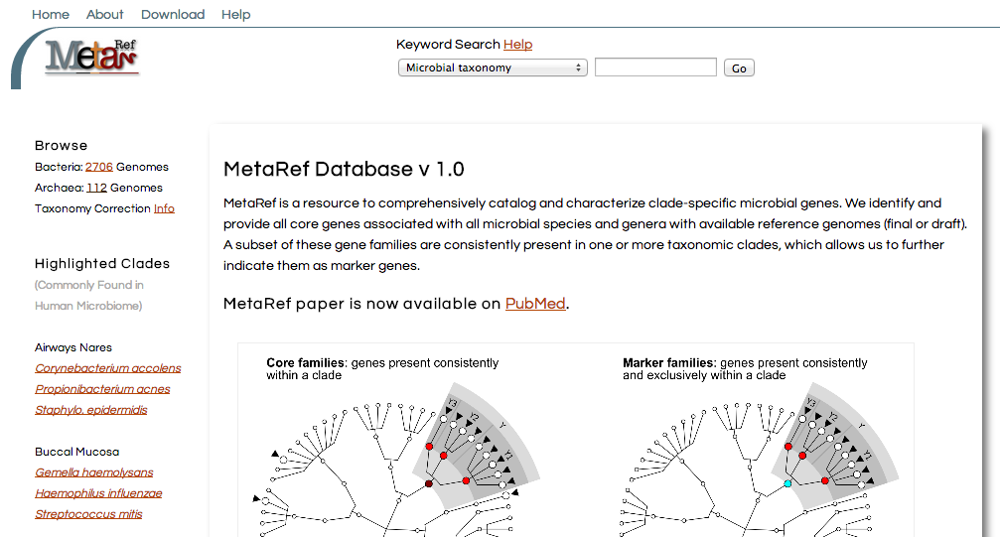 Home About Download Help
MetaRef
Keyword Search Help
Microbial taxonomy Go
Browse
Bacteria: 2706 Genomes
Archaea: 112 Genomes
Taxonomy Correction Info
Highlighted Clades
(Commonly Found in
Human Microbiome)
Airways Nares
Corynebacterium accolens
Propionibacterium acnes
Staphylo. epidermidis
Buccal Mucosa
Gemella haemolysans
Haemophilus influenzae
Streptococcus mitis
MetaRef Database v 1.0
MetaRef is a resource to comprehensively catalog and characterize clade-specific microbial genes. We identify and
provide all core genes associated with all microbial species and genera with available reference genomes (final or draft).
A subset of these gene families are consistently present in one or more taxonomic clades, which allows us to further
indicate them as marker genes.
MetaRef paper is now available on PubMed.
Core families: genes present consistently
within a clade
Y3
Y2
Y
Y1
Marker families: genes present consistently
and exclusively within a clade
Y3
Y2
Y
Y1